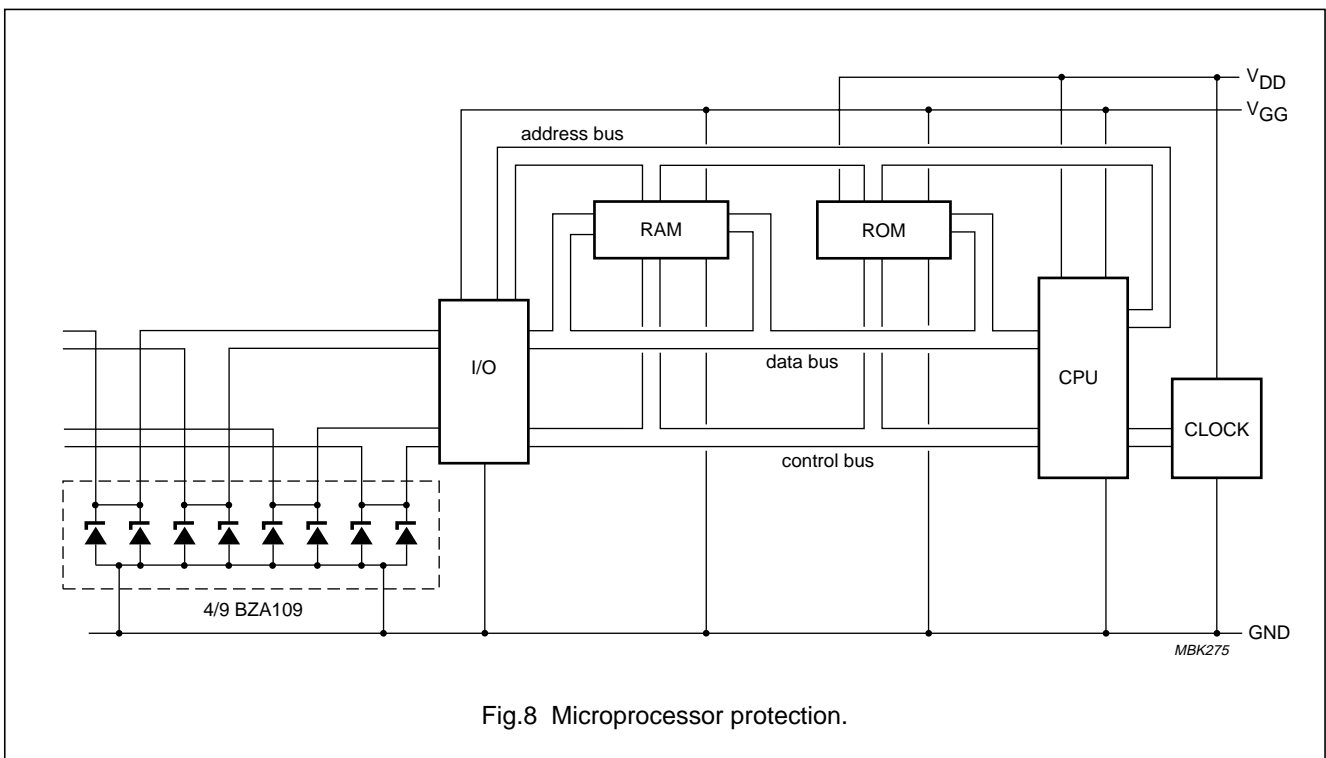 VDD
VGG
address bus
RAM
ROM
I/O
data bus
CPU
CLOCK
control bus
4/9 BZA109
GND
MBK275
Fig.8 Microprocessor protection.